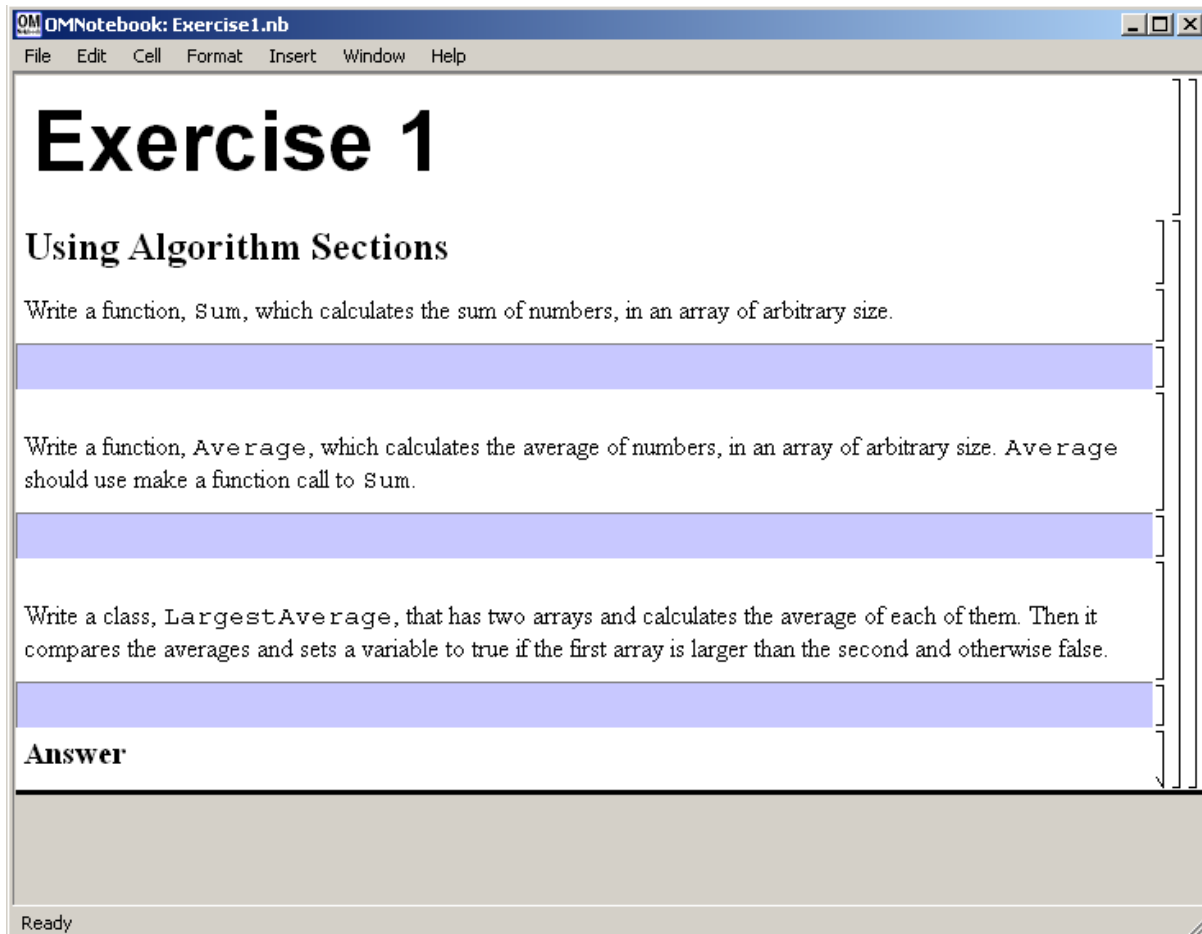 OMNotebook: Exercise1.nb
File Edit Cell Format Insert Window Help
Exercise 1
Using Algorithm Sections
Write a function, Sum, which calculates the sum of numbers, in an array of arbitrary size.
Write a function, Average, which calculates the average of numbers, in an array of arbitrary size. Average
should use make a function call to Sum.
Write a class, LargestAverage, that has two arrays and calculates the average of each of them. Then it
compares the averages and sets a variable to true if the first array is larger than the second and otherwise false.
Answer
Ready